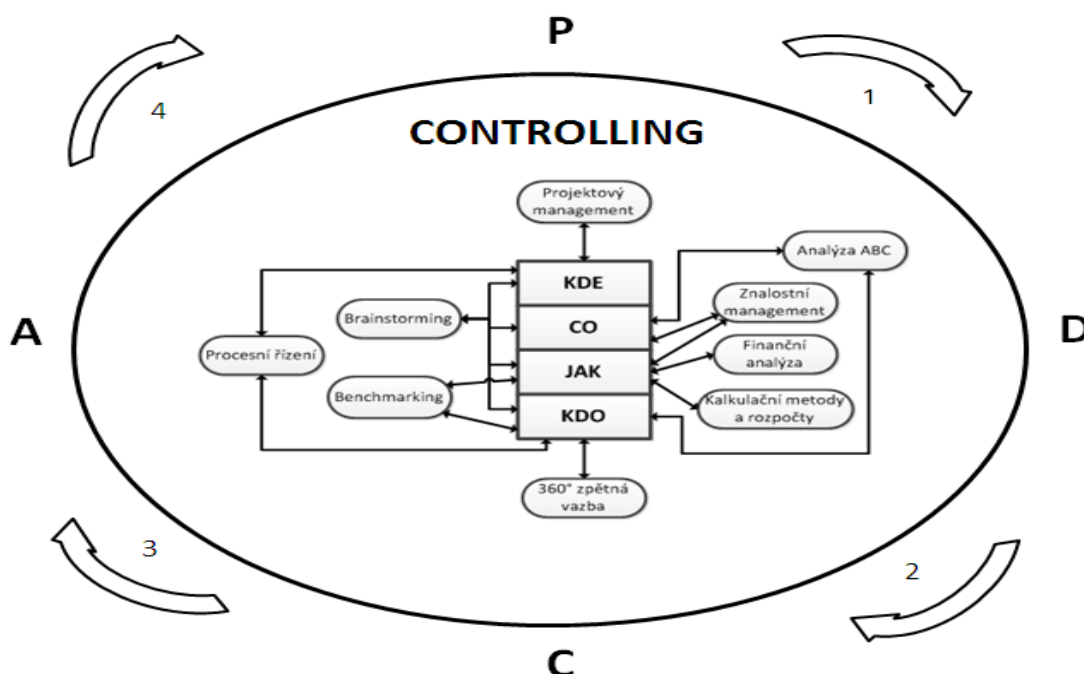 P
1
4
CONTROLLING
Projektový
management
Analýza ABC
KDE
Znalostní
management
Brainstorming
CO
A
D
Procesní řízení
Finanční
analýza
JAK
Benchmarking
Kalkulační metody
a rozpočty
KDO
360° zpětná
vazba
3
2
C